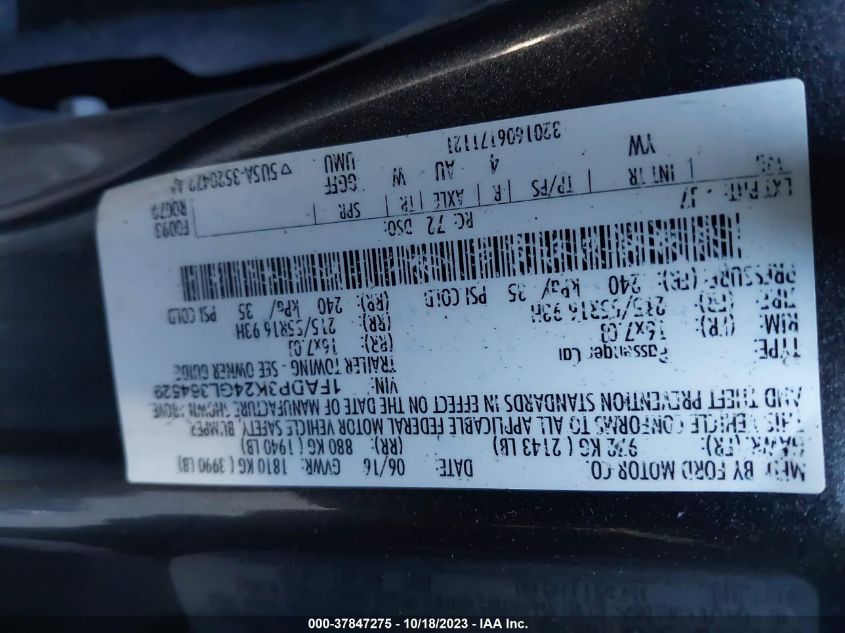 MFD. BY FORD MOTOR CO.
DATE: 06/16 GVWR: 1810 KG ( 3990 LB)
GAWR: (FR): 972 KG ( 2143 LB) (RR): 880 KG ( 1940 LB)
THIS VEHICLE CONFORMS TO ALL APPLICABLE FEDERAL MOTOR VEHICLE SAFETY, BUMPER,
AND THEFT PREVENTION STANDARDS IN EFFECT ON THE DATE OF MANUFACTURE SHOWN ABOVE
VIN: 1FADP3K24GL364529
TYPE: Passenger Car TRAILER TOWING - SEE OWNER GUIDE
RIM: (FR): 16x7.0J (RR): 16x7.0J
TIRE: (FR): 215/55R16 93H (RR): 215/55R16 93H
PRESSURE: (FR): 240 kPa/ 35 PSI COLD (RR): 240 kPa/ 35 PSI COLD
RC: 72 DSO: F0093
EXT PNT: J7 R0679
INT TR TP/PS R AXLE TR SPR
YW 4 AU W GGFF UMU
3201606171121 5U5A-3520472-A
000-37847275 - 10/18/2023 - IAA Inc.